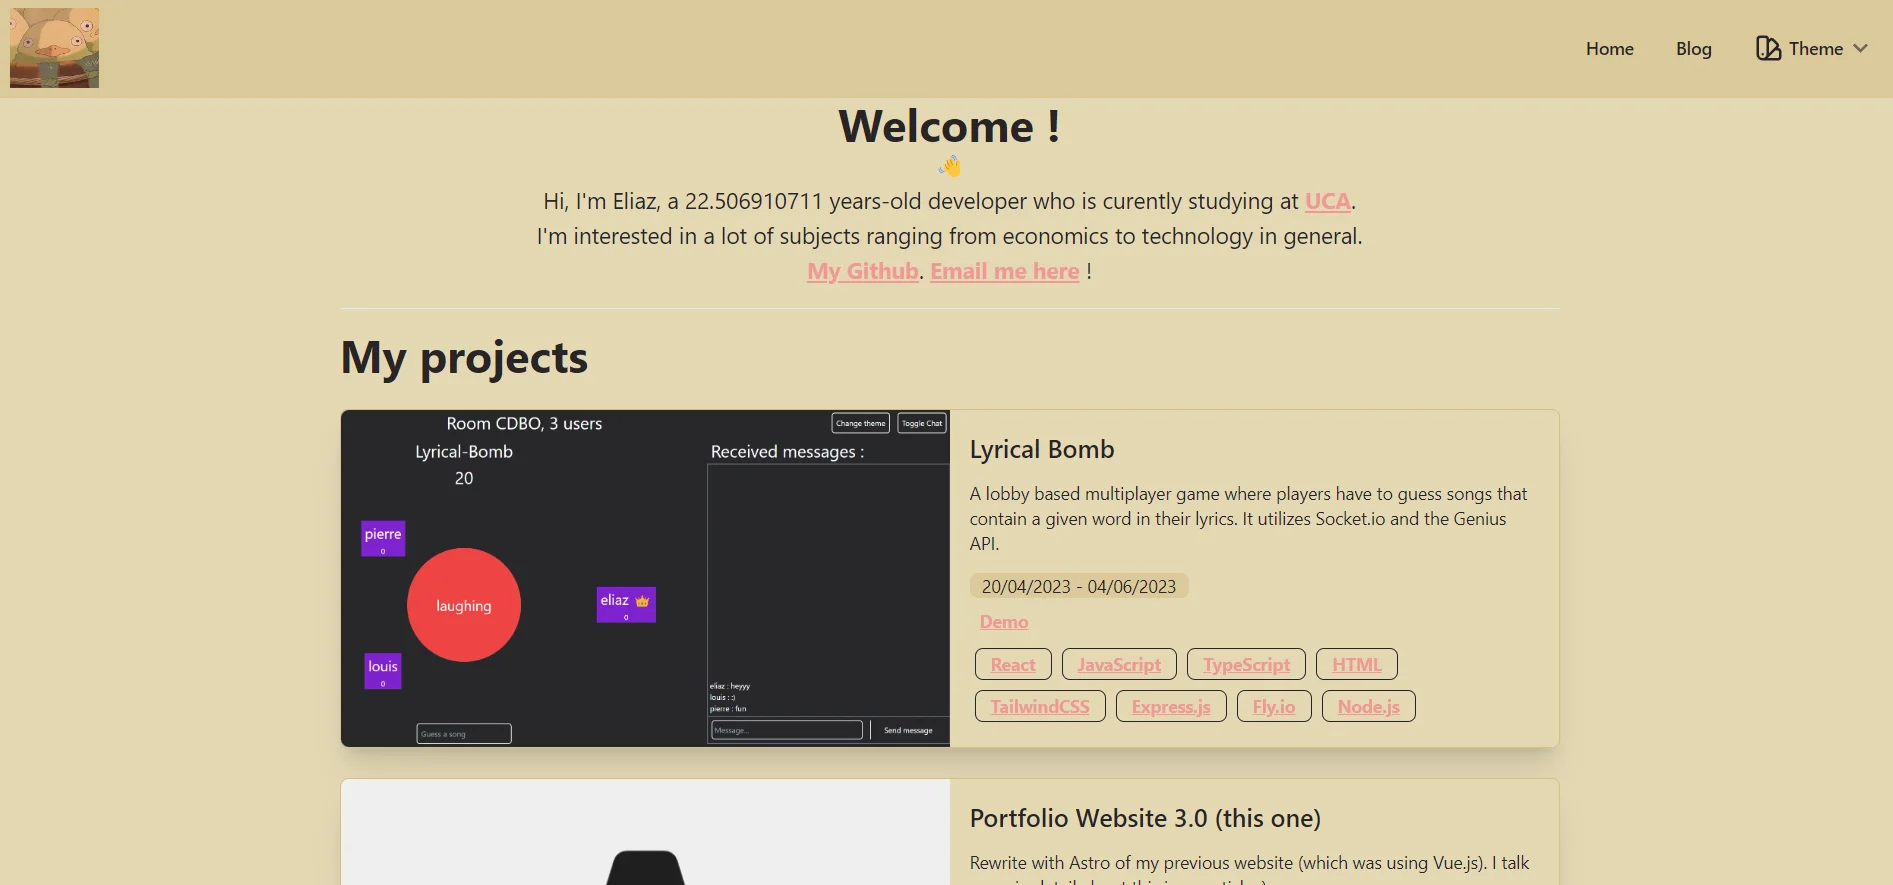 Home Blog Theme
Welcome !
👋
Hi, I'm Eliaz, a 22.506910711 years-old developer who is curently studying at UCA.
I'm interested in a lot of subjects ranging from economics to technology in general.
My Github. Email me here !
My projects
Room CDBO, 3 users
Change theme
Toggle Chat
Lyrical-Bomb
20
pierre
0
laughing
eliaz 👑
0
louis
0
Guess a song
Received messages :
eliaz : heyyy
louis : :)
pierre : fun
Message...
Send message
Lyrical Bomb
A lobby based multiplayer game where players have to guess songs that
contain a given word in their lyrics. It utilizes Socket.io and the Genius
API.
20/04/2023 - 04/06/2023
Demo
React JavaScript TypeScript HTML
TailwindCSS Express.js Fly.io Node.js
Portfolio Website 3.0 (this one)
Rewrite with Astro of my previous website (which was using Vue.js). I talk